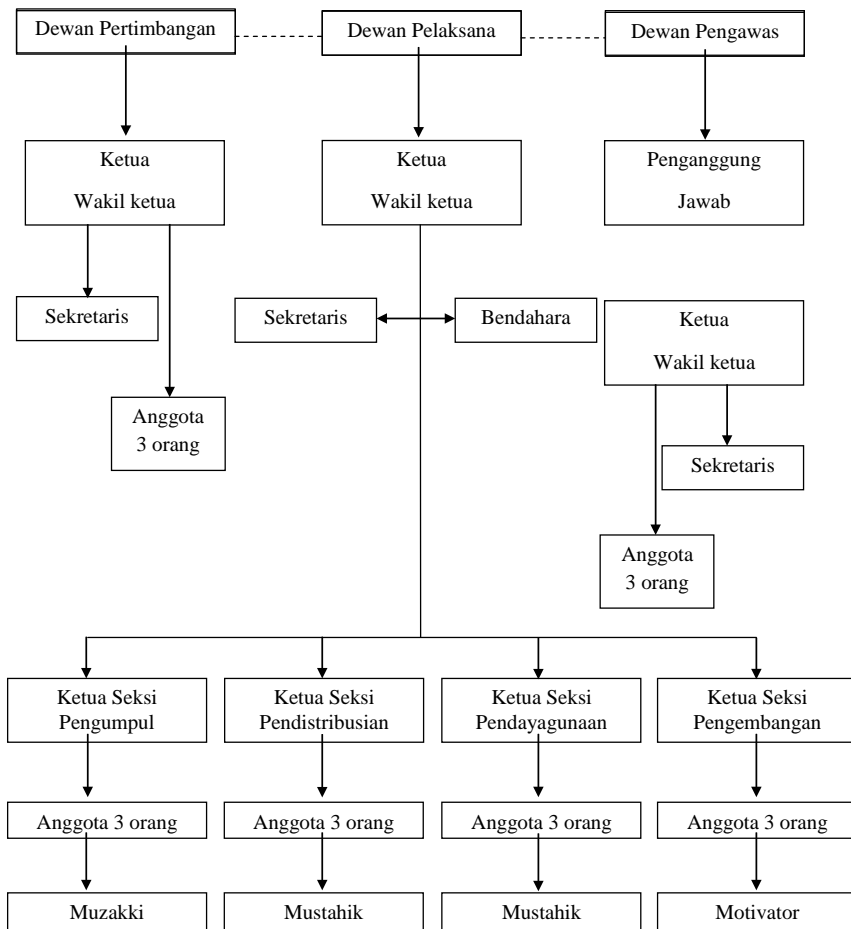 Dewan Pertimbangan
Dewan Pelaksana
Dewan Pengawas
Ketua
Wakil ketua
Ketua
Wakil ketua
Penganggung
Jawab
Sekretaris
Sekretaris
Bendahara
Ketua
Wakil ketua
Anggota
3 orang
Sekretaris
Anggota
3 orang
Ketua Seksi
Pengumpul
Ketua Seksi
Pendistribusian
Ketua Seksi
Pendayagunaan
Ketua Seksi
Pengembangan
Anggota 3 orang
Anggota 3 orang
Anggota 3 orang
Anggota 3 orang
Muzakki
Mustahik
Mustahik
Motivator